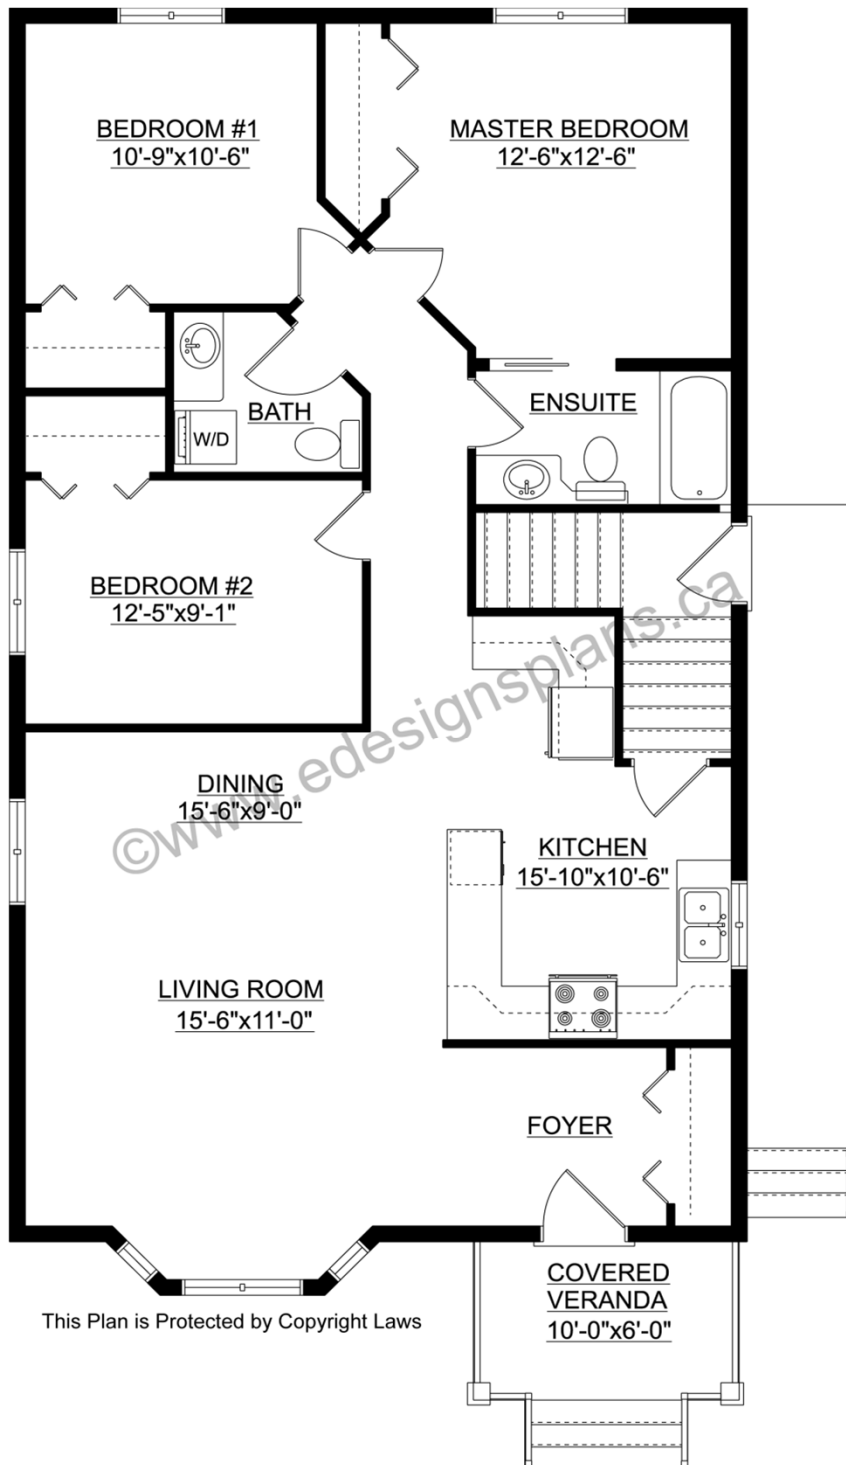 BEDROOM #1
10'-9"x10'-6"
MASTER BEDROOM
12'-6"x12'-6"
BATH
W/D
ENSUITE
BEDROOM #2
12'-5"x9'-1"
©www.edesignsplans.ca
DINING
15'-6"x9'-0"
KITCHEN
15'-10"x10'-6"
LIVING ROOM
15'-6"x11'-0"
FOYER
COVERED
VERANDA
10'-0"x6'-0"
This Plan is Protected by Copyright Laws